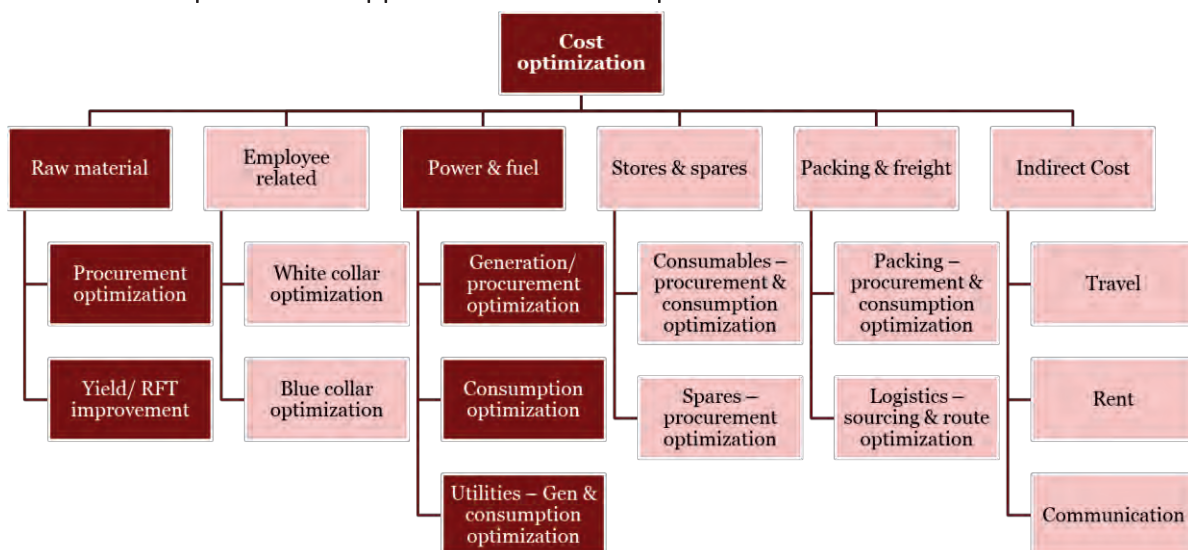 Cost
optimization
Raw material
Employee
related
Power & fuel
Stores & spares
Packing & freight
Indirect Cost
Procurement
optimization
White collar
optimization
Generation/
procurement
optimization
Consumables –
procurement &
consumption
optimization
Packing –
procurement &
consumption
optimization
Travel
Yield/ RFT
improvement
Blue collar
optimization
Consumption
optimization
Spares –
procurement
optimization
Logistics –
sourcing & route
optimization
Rent
Utilities – Gen &
consumption
optimization
Communication